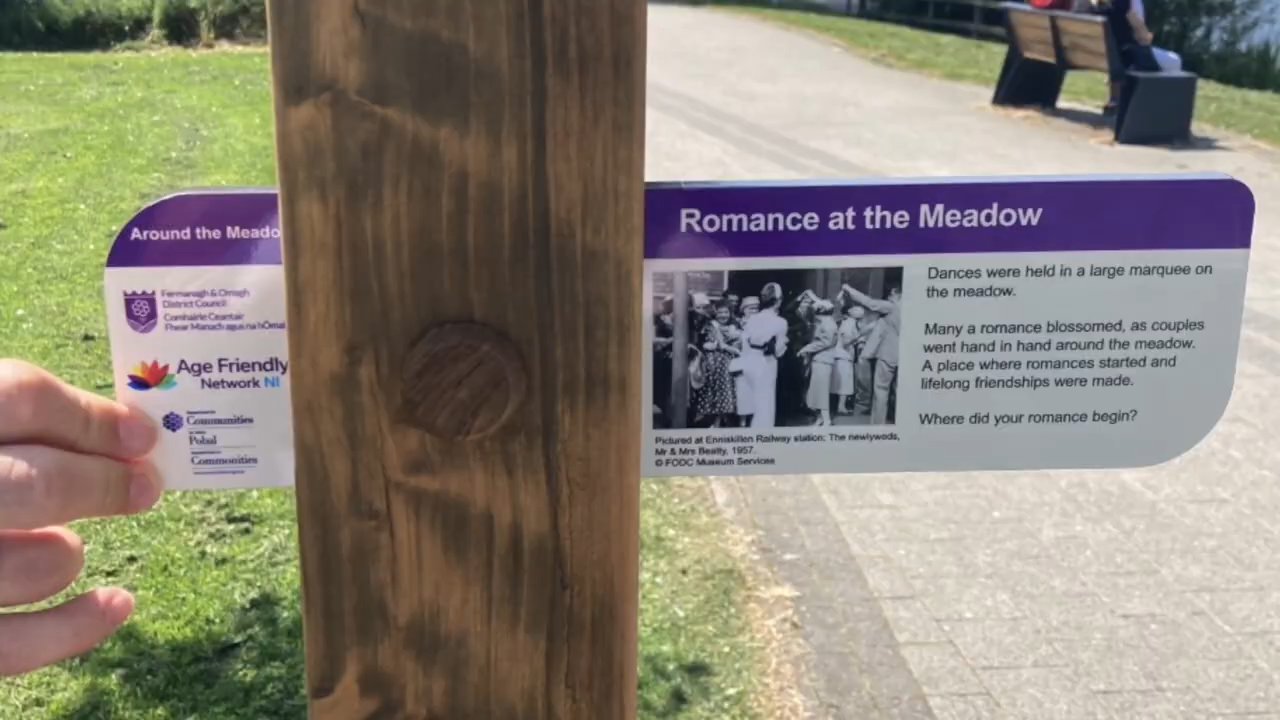 Around the Meado
Fermanagh & Omagh
District Council
Comhairle Ceantair
Fhear Manach agus na hÓmaí
Age Friendly
Network NI
Communities
Pobal
Communities
Romance at the Meadow
Dances were held in a large marquee on
the meadow.
Many a romance blossomed, as couples
went hand in hand around the meadow.
A place where romances started and
lifelong friendships were made.
Where did your romance begin?
Pictured at Enniskillen Railway station: The newlyweds,
Mr & Mrs Beatty, 1957.
© FODC Museum Services